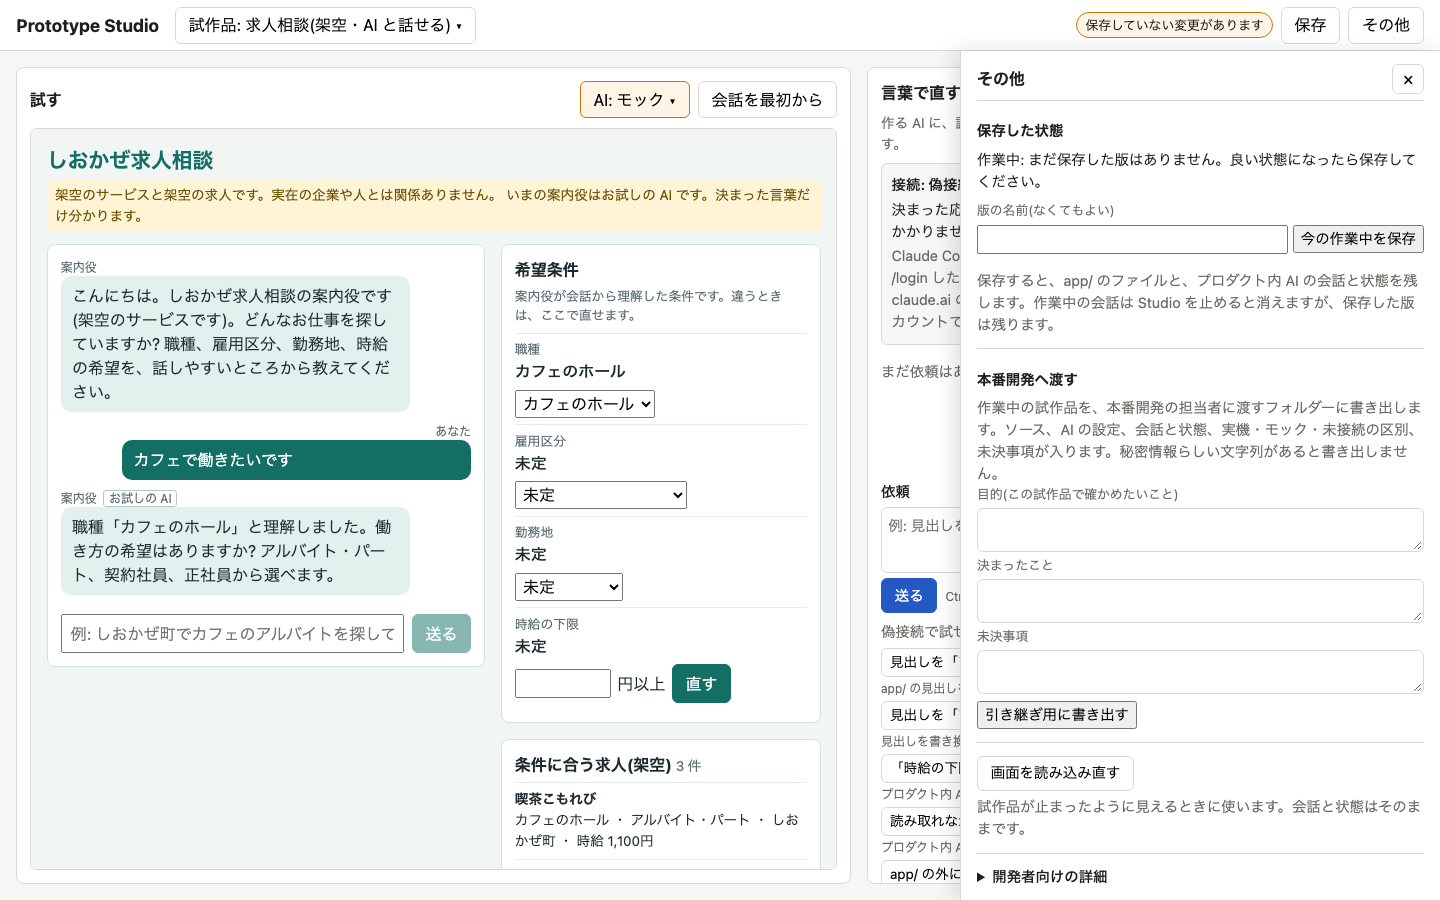 Prototype Studio
試作品: 求人相談(架空・AI と話せる) ▾
保存していない変更があります
保存
その他
試す
AI: モック ▾
会話を最初から
しおかぜ求人相談
架空のサービスと架空の求人です。実在の企業や人とは関係ありません。 いまの案内役はお試しの AI です。決まった言葉だ
け分かります。
案内役
こんにちは。しおかぜ求人相談の案内役です
(架空のサービスです)。どんなお仕事を探し
ていますか? 職種、雇用区分、勤務地、時給
の希望を、話しやすいところから教えてくだ
さい。
あなた
カフェで働きたいです
案内役 お試しの AI
職種「カフェのホール」と理解しました。働
き方の希望はありますか? アルバイト・パー
ト、契約社員、正社員から選べます。
例: しおかぜ町でカフェのアルバイトを探して
送る
希望条件
案内役が会話から理解した条件です。違うとき
は、ここで直せます。
職種
カフェのホール
カフェのホール
雇用区分
未定
未定
勤務地
未定
未定
時給の下限
未定
円以上
直す
条件に合う求人(架空) 3 件
喫茶こもれび
カフェのホール ・ アルバイト・パート ・ しお
かぜ町 ・ 時給 1,100円
言葉で直す
作る AI に、
す。
接続: 偽接
決まった応
かかりませ
Claude Co
/login した
claude.ai の
カウントで
まだ依頼はあ
依頼
例: 見出しを
送る
Ctr
偽接続で試せ
見出しを「
app/ の見出しを
見出しを「
見出しを書き換
「時給の下限
プロダクト内 A
読み取れな
プロダクト内 A
app/ の外に
その他
×
保存した状態
作業中: まだ保存した版はありません。良い状態になったら保存して
ください。
版の名前(なくてもよい)
今の作業中を保存
保存すると、app/ のファイルと、プロダクト内 AI の会話と状態を残
します。作業中の会話は Studio を止めると消えますが、保存した版
は残ります。
本番開発へ渡す
作業中の試作品を、本番開発の担当者に渡すフォルダーに書き出しま
す。ソース、AI の設定、会話と状態、実機・モック・未接続の区別、
未決事項が入ります。秘密情報らしい文字列があると書き出しませ
ん。
目的(この試作品で確かめたいこと)
決まったこと
未決事項
引き継ぎ用に書き出す
画面を読み込み直す
試作品が止まったように見えるときに使います。会話と状態はそのま
まです。
▶ 開発者向けの詳細